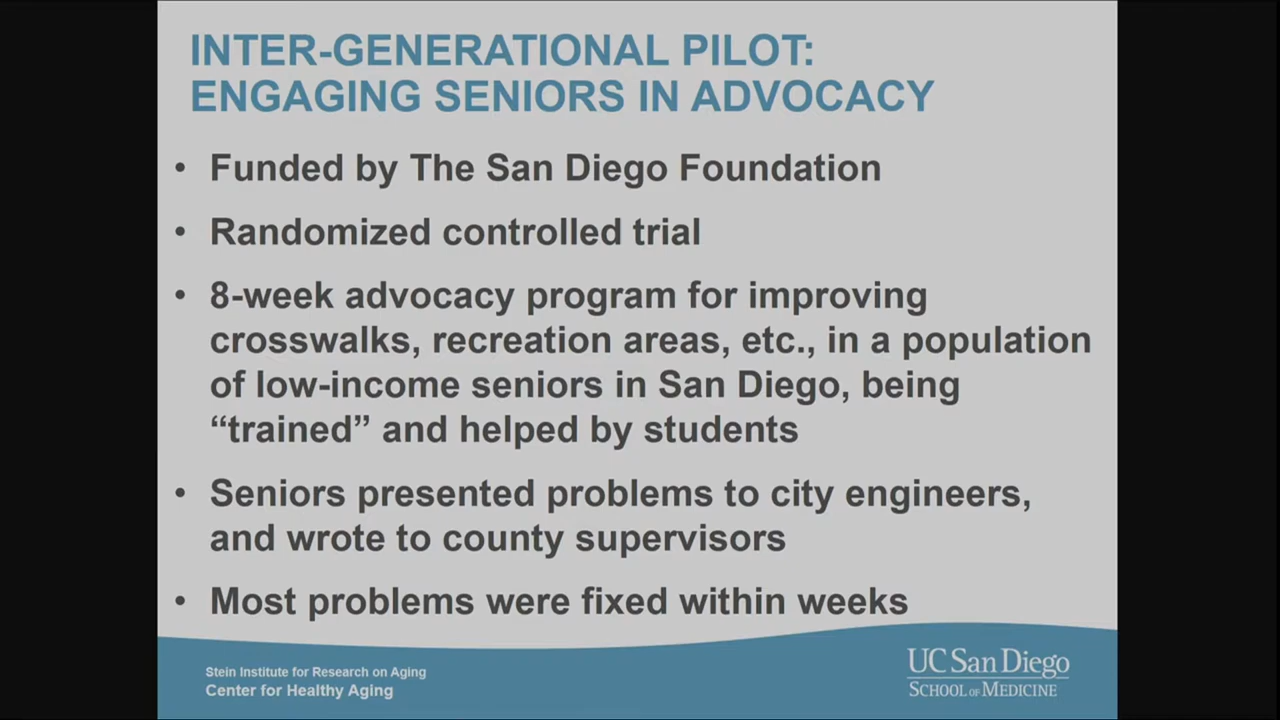 INTER-GENERATIONAL PILOT:
ENGAGING SENIORS IN ADVOCACY
• Funded by The San Diego Foundation
• Randomized controlled trial
• 8-week advocacy program for improving
crosswalks, recreation areas, etc., in a population
of low-income seniors in San Diego, being
“trained” and helped by students
• Seniors presented problems to city engineers,
and wrote to county supervisors
• Most problems were fixed within weeks
Stein Institute for Research on Aging
Center for Healthy Aging
UC San Diego
SCHOOL OF MEDICINE